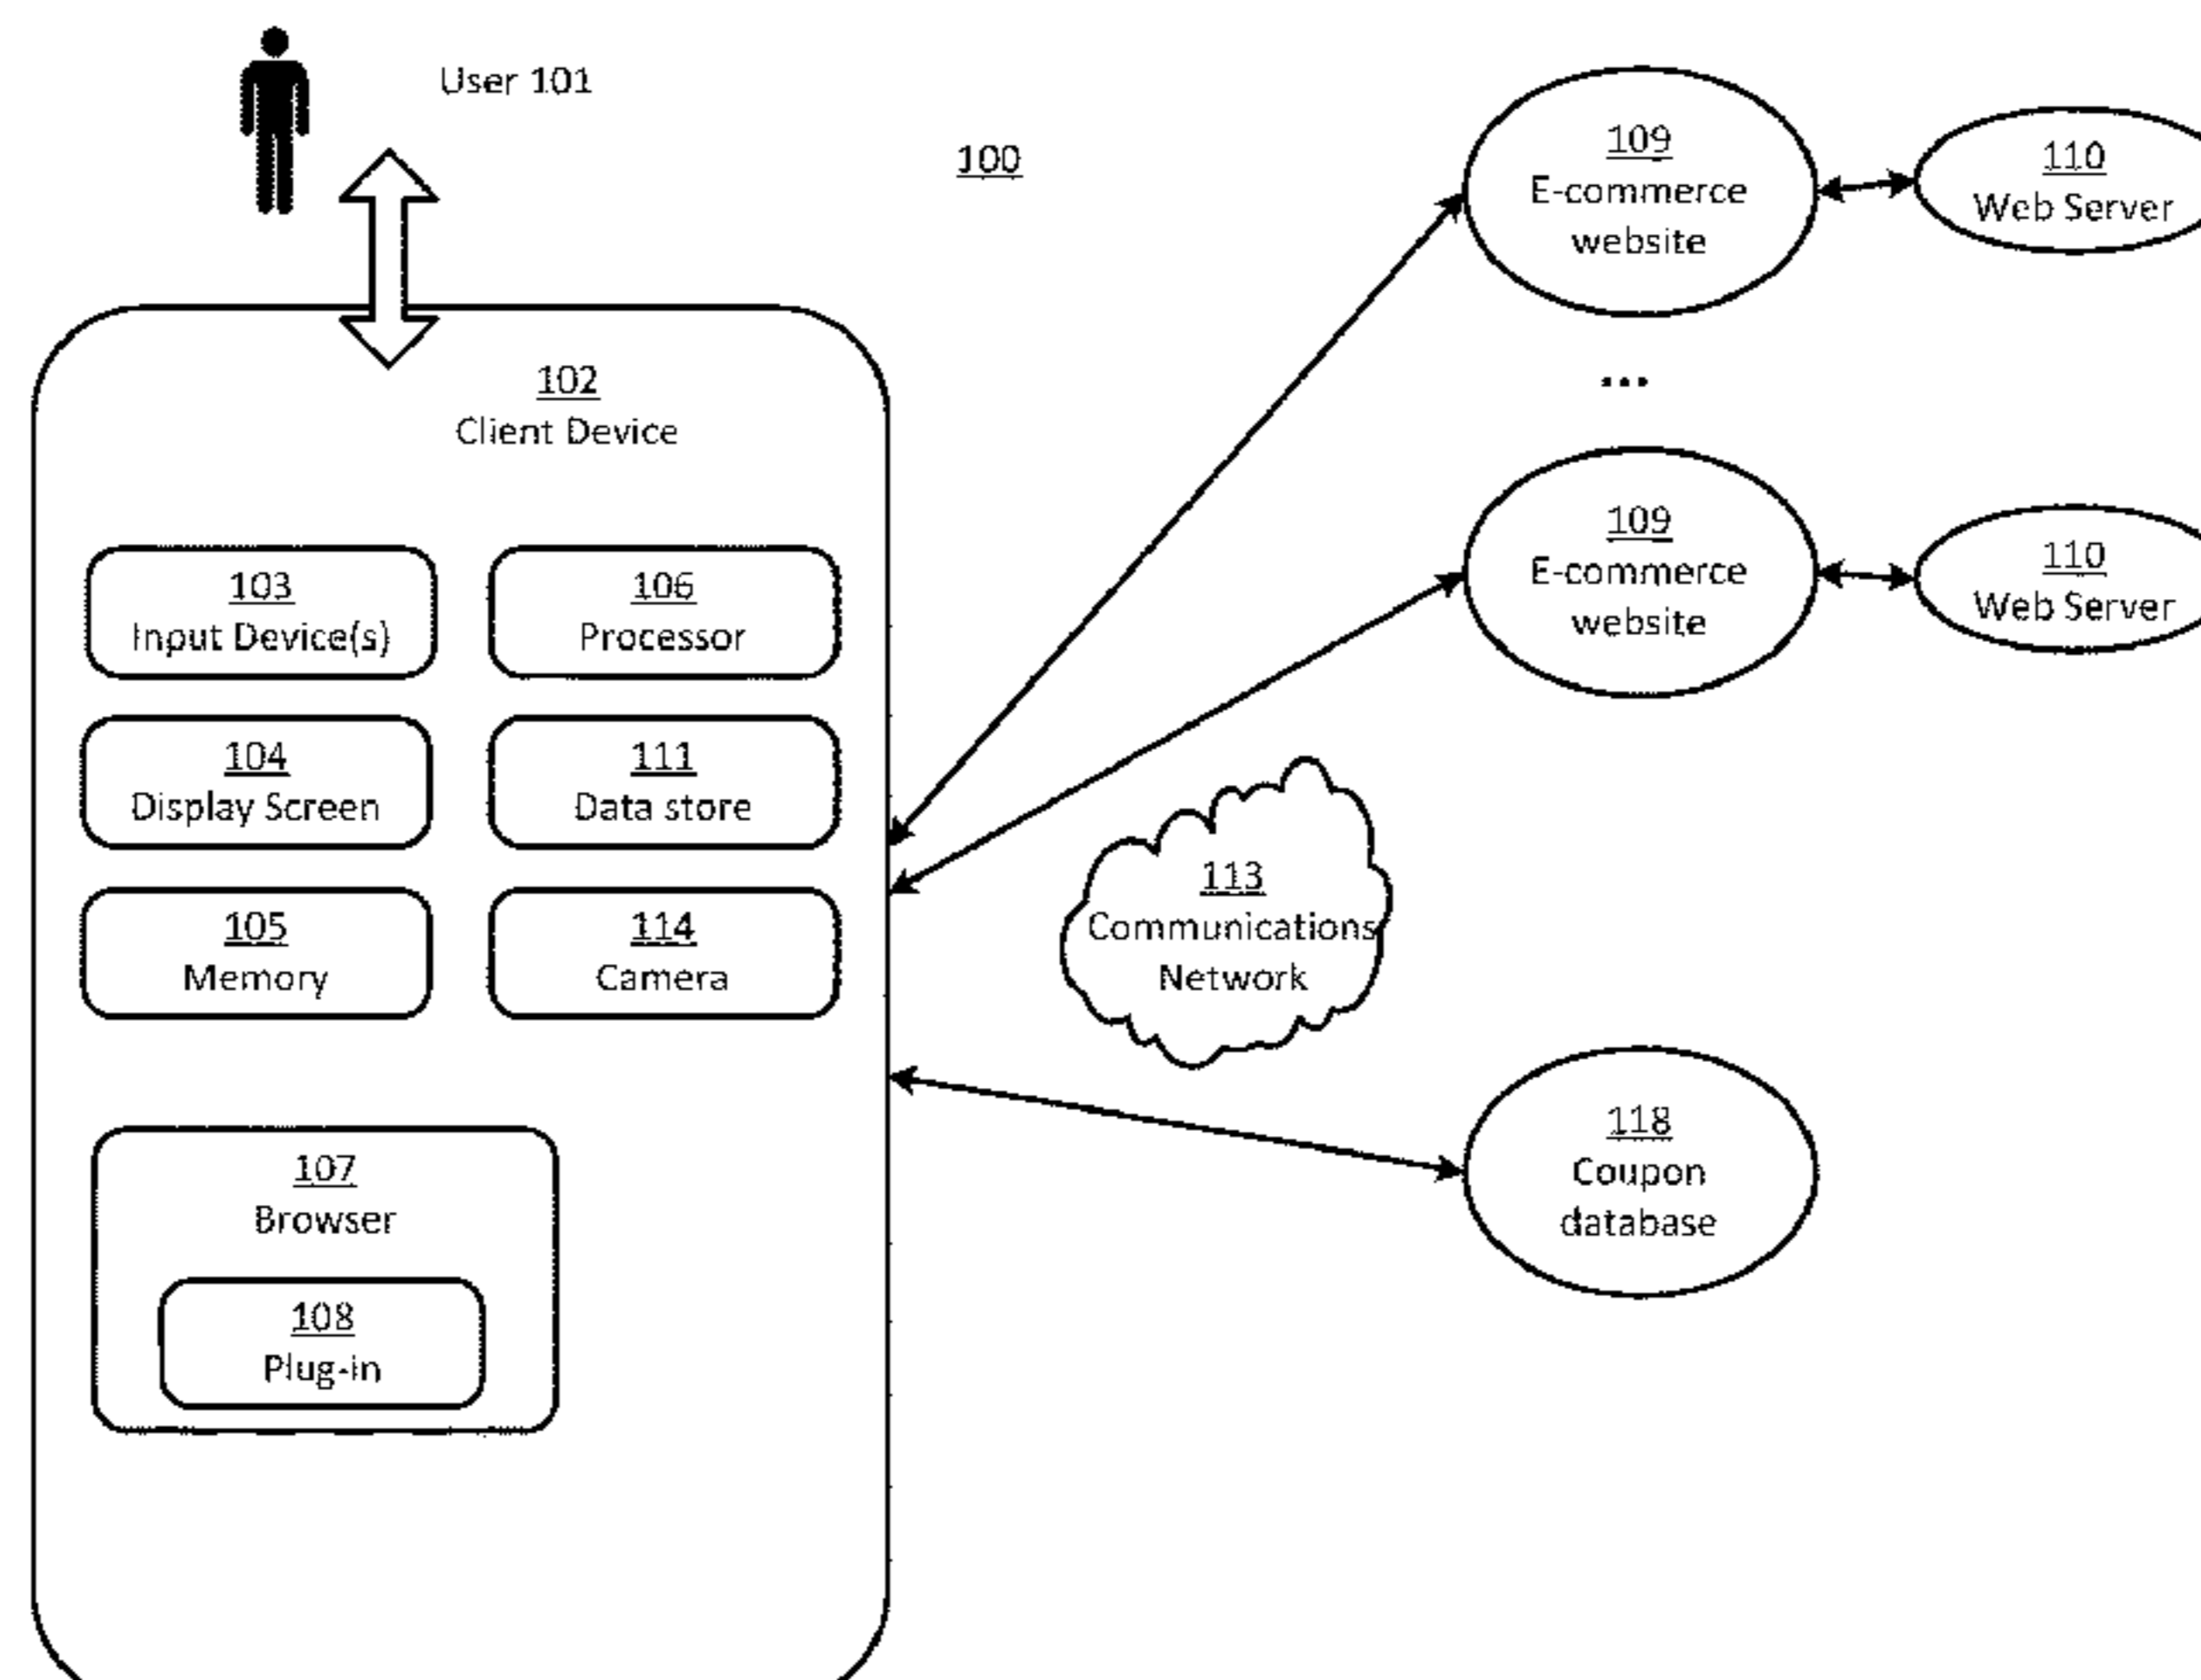 User 101
100
109
E-commerce
website
110
Web Server
...
109
E-commerce
website
110
Web Server
102
Client Device
103
Input Device(s)
106
Processor
104
Display Screen
111
Data store
105
Memory
114
Camera
113
Communications
Network
107
Browser
108
Plug-in
118
Coupon
database